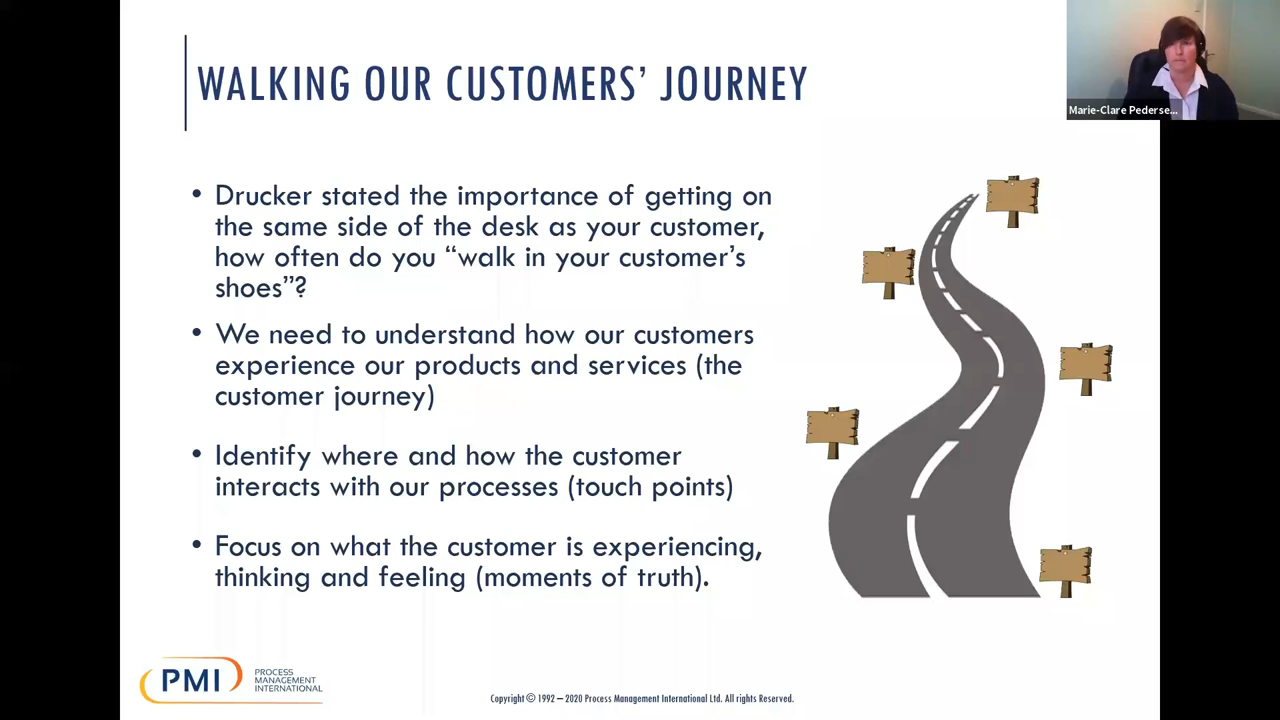 WALKING OUR CUSTOMERS’ JOURNEY
Marie-Clare Pederse...
• Drucker stated the importance of getting on
the same side of the desk as your customer,
how often do you “walk in your customer’s
shoes”?
• We need to understand how our customers
experience our products and services (the
customer journey)
• Identify where and how the customer
interacts with our processes (touch points)
• Focus on what the customer is experiencing,
thinking and feeling (moments of truth).
PMI
PROCESS
MANAGEMENT
INTERNATIONAL
Copyright © 1992 – 2020 Process Management International Ltd. All rights Reserved.